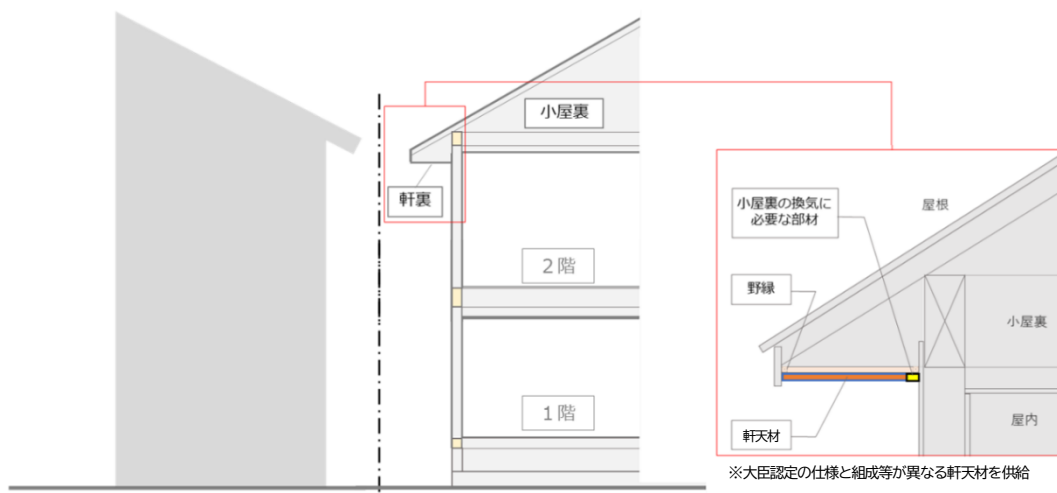 小屋裏
軒裏
2階
1階
小屋裏の換気に
必要な部材
屋根
野縁
小屋裏
屋内
軒天材
※大臣認定の仕様と組成等が異なる軒天材を供給